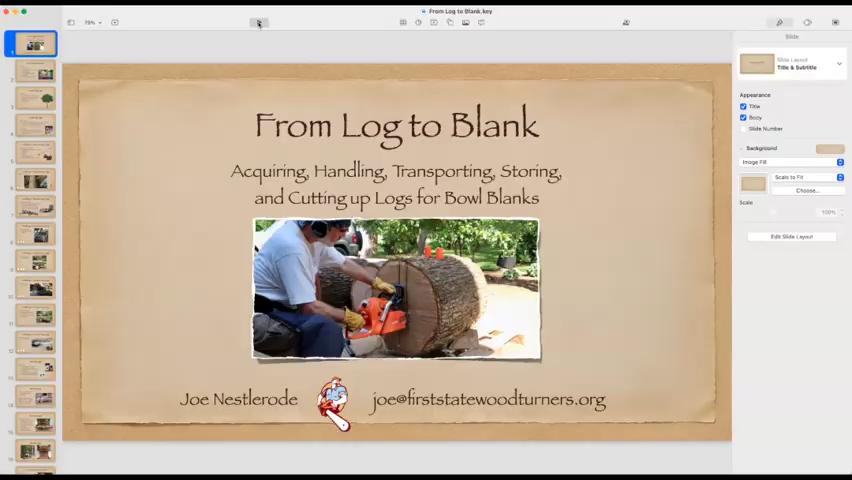 From Log to Blank.key
79%
Slide
Slide Layout
Title & Subtitle
Appearance
Title
Body
Slide Number
Background
Image Fill
Scale to Fit
Choose...
Scale
100%
Edit Slide Layout
From Log to Blank
Acquiring, Handling, Transporting, Storing,
and Cutting up Logs for Bowl Blanks
Joe Nestlerode
joe@firststatewoodturners.org